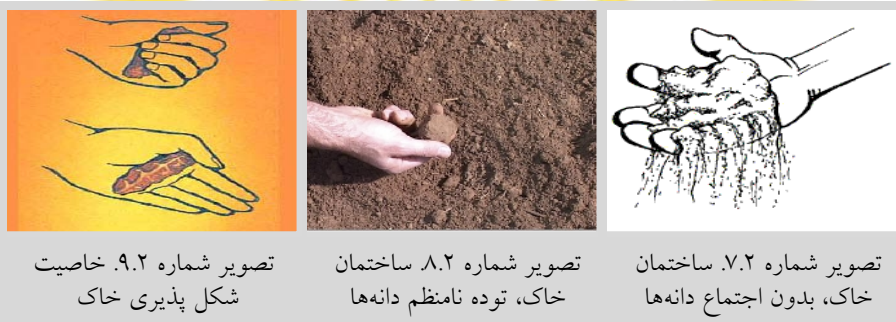 تصویر شماره ۷.۲. ساختمان
خاک، بدون اجتماع دانه‌ها
تصویر شماره ۸.۲. ساختمان
خاک، توده نامنظم دانه‌ها
تصویر شماره ۹.۲. خاصیت
شکل پذیری خاک